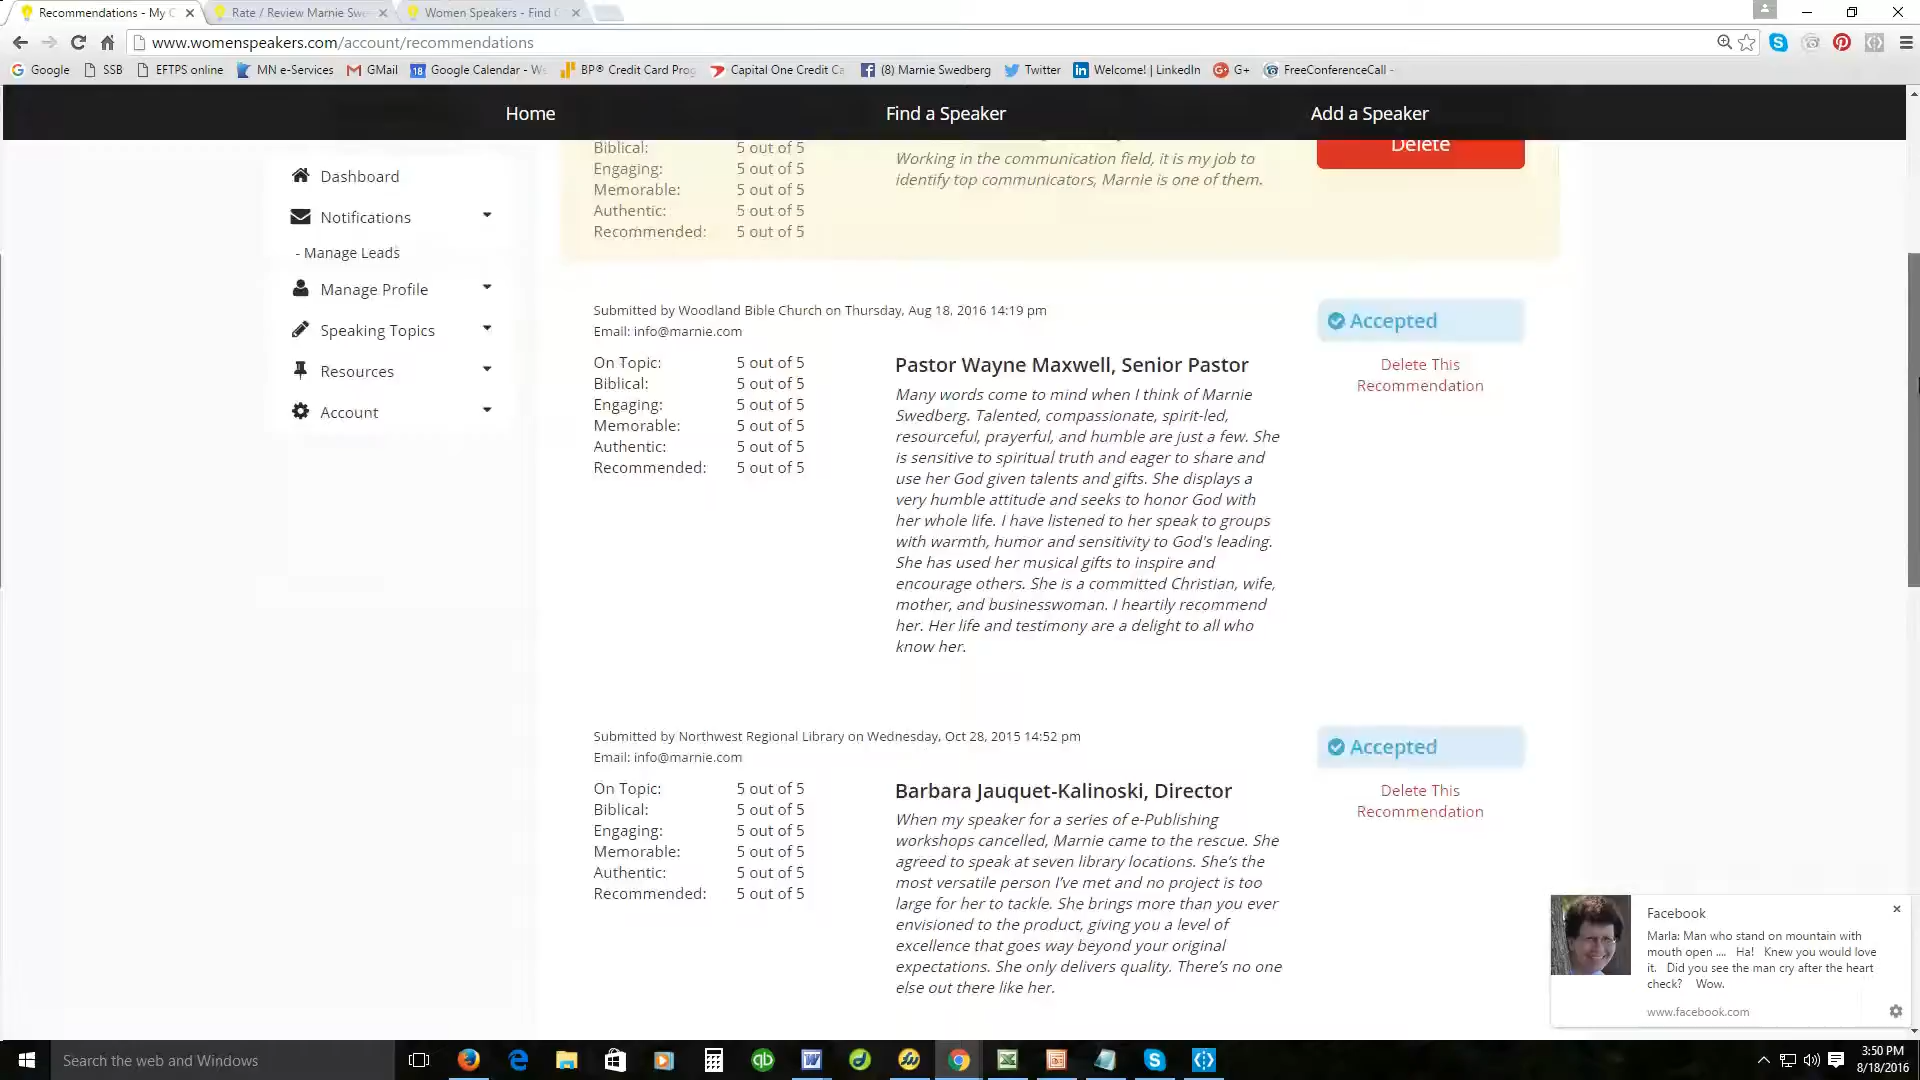 Recommendations - My C
Rate / Review Marnie Swe
Women Speakers - Find G
www.womenspeakers.com/account/recommendations
Google
SSB
EFTPS online
MN e-Services
GMail
Google Calendar - We
BP® Credit Card Prog
Capital One Credit Ca
(8) Marnie Swedberg
Twitter
Welcome! | LinkedIn
G+
FreeConferenceCall -
Home
Find a Speaker
Add a Speaker
Dashboard
Notifications
- Manage Leads
Manage Profile
Speaking Topics
Resources
Account
Biblical: 5 out of 5
Engaging: 5 out of 5
Memorable: 5 out of 5
Authentic: 5 out of 5
Recommended: 5 out of 5
Working in the communication field, it is my job to
identify top communicators, Marnie is one of them.
Delete
Submitted by Woodland Bible Church on Thursday, Aug 18, 2016 14:19 pm
Email: info@marnie.com
On Topic: 5 out of 5
Biblical: 5 out of 5
Engaging: 5 out of 5
Memorable: 5 out of 5
Authentic: 5 out of 5
Recommended: 5 out of 5
Pastor Wayne Maxwell, Senior Pastor
Many words come to mind when I think of Marnie
Swedberg. Talented, compassionate, spirit-led,
resourceful, prayerful, and humble are just a few. She
is sensitive to spiritual truth and eager to share and
use her God given talents and gifts. She displays a
very humble attitude and seeks to honor God with
her whole life. I have listened to her speak to groups
with warmth, humor and sensitivity to God's leading.
She has used her musical gifts to inspire and
encourage others. She is a committed Christian, wife,
mother, and businesswoman. I heartily recommend
her. Her life and testimony are a delight to all who
know her.
Accepted
Delete This
Recommendation
Submitted by Northwest Regional Library on Wednesday, Oct 28, 2015 14:52 pm
Email: info@marnie.com
On Topic: 5 out of 5
Biblical: 5 out of 5
Engaging: 5 out of 5
Memorable: 5 out of 5
Authentic: 5 out of 5
Recommended: 5 out of 5
Barbara Jauquet-Kalinoski, Director
When my speaker for a series of e-Publishing
workshops cancelled, Marnie came to the rescue. She
agreed to speak at seven library locations. She's the
most versatile person I've met and no project is too
large for her to tackle. She brings more than you ever
envisioned to the product, giving you a level of
excellence that goes way beyond your original
expectations. She only delivers quality. There's no one
else out there like her.
Accepted
Delete This
Recommendation
Facebook
Marla: Man who stand on mountain with
mouth open .... Ha! Knew you would love
it. Did you see the man cry after the heart
check? Wow.
www.facebook.com
Search the web and Windows
3:50 PM
8/18/2016